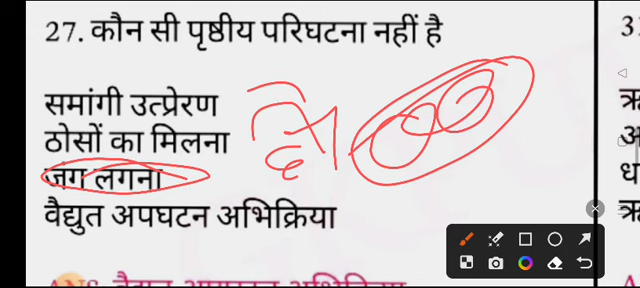 27. कौन सी पृष्ठीय परिघटना नहीं है
समांगी उत्प्रेरण
ठोसों का मिलना
जंग लगना
वैद्युत अपघटन अभिक्रिया